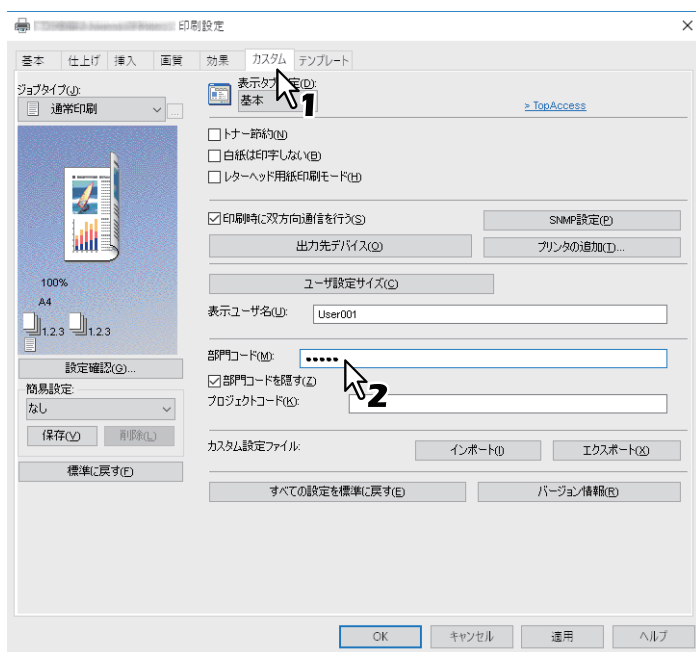 印刷設定
基本 仕上げ 挿入 画質 効果 カスタム テンプレート
ジョブタイプ(J):
通常印刷
...
100%
A4
1.2.3 1.2.3
設定確認(G)...
簡易設定:
なし
保存(V) 削除(L)
標準に戻す(F)
定(D):
基本
1
> TopAccess
トナー節約(N)
白紙は印字しない(B)
レターヘッド用紙印刷モード(H)
印刷時に双方向通信を行う(S)
SNMP設定(P)
出力先デバイス(O)
プリンタの追加(T)...
ユーザ設定サイズ(C)
表示ユーザ名(U): User001
部門コード(M): •••••
2
部門コードを隠す(Z)
プロジェクトコード(K):
カスタム設定ファイル: インポート(I) エクスポート(X)
すべての設定を標準に戻す(E) バージョン情報(R)
OK キャンセル 適用 ヘルプ